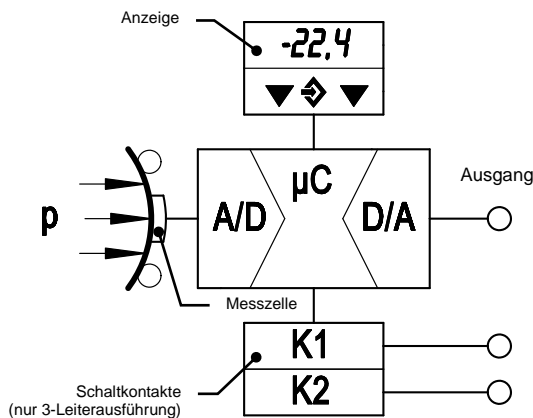 Anzeige
-22,4
µC
Ausgang
p
A/D
D/A
Messzelle
K1
Schaltkontakte
(nur 3-Leiterausführung)
K2